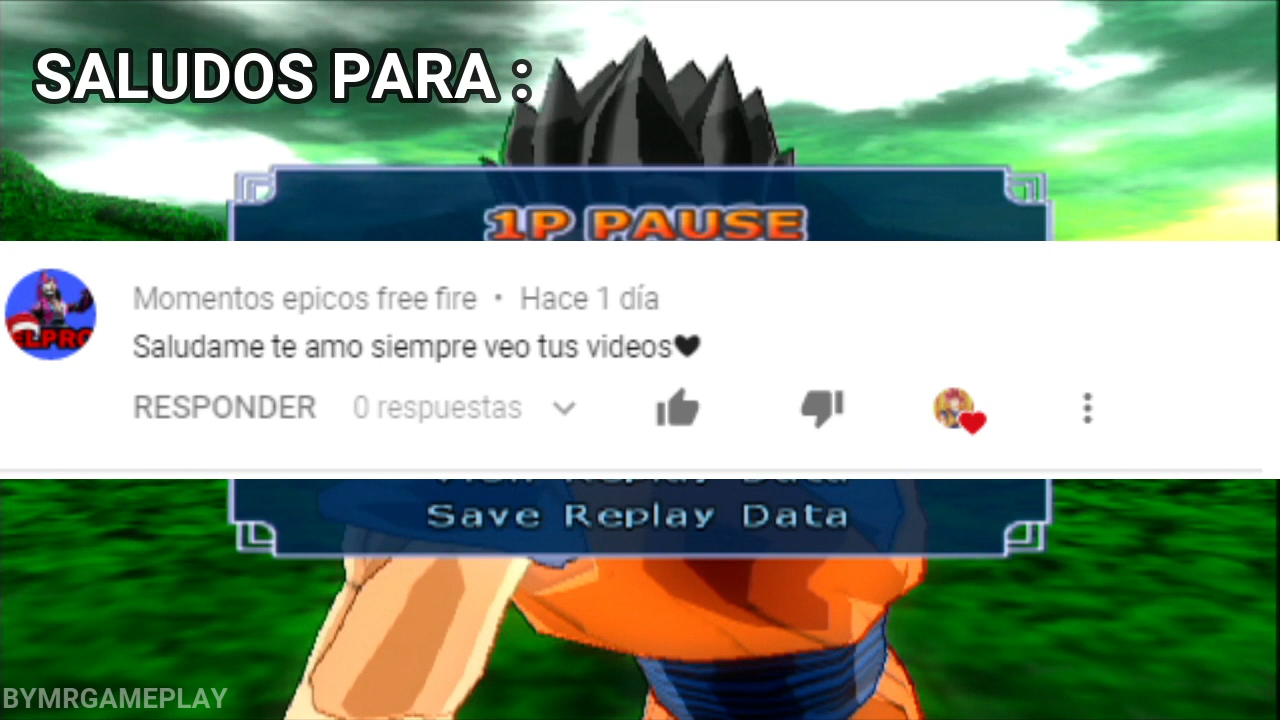 SALUDOS PARA :
1P PAUSE
Momentos epicos free fire • Hace 1 día
Saludame te amo siempre veo tus videos🖤
RESPONDER 0 respuestas
Save Replay Data
BYMRGAMEPLAY